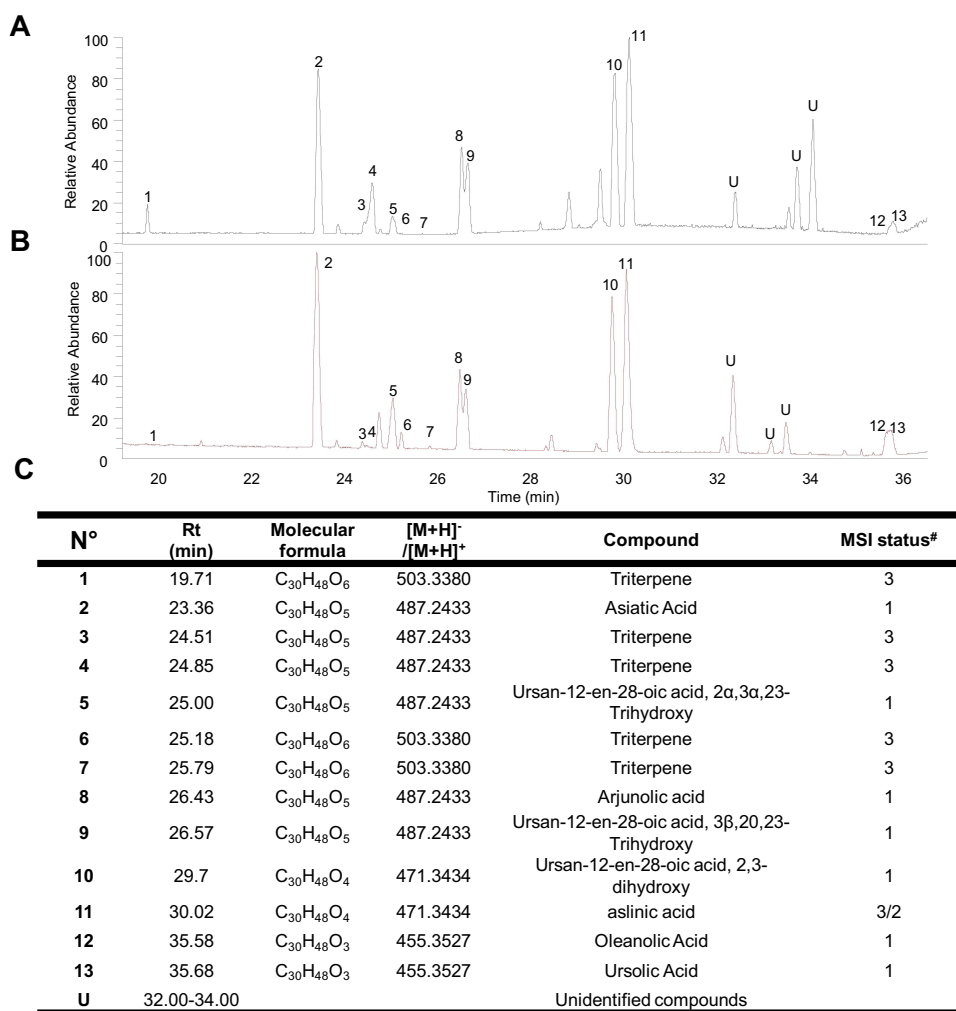 A
100
80
60
40
20
0
Relative Abundance
1
2
3
4
5
6
7
8
9
10
11
U
U
U
12
13
B
100
80
60
40
20
0
Relative Abundance
1
2
3
4
5
6
7
8
9
10
11
U
U
U
12
13
20 22 24 26 28 30 32 34 36
Time (min)
C
N° Rt (min) Molecular formula [M+H]- /[M+H]+ Compound MSI status#
1 19.71 C30H48O6 503.3380 Triterpene 3
2 23.36 C30H48O5 487.2433 Asiatic Acid 1
3 24.51 C30H48O5 487.2433 Triterpene 3
4 24.85 C30H48O5 487.2433 Triterpene 3
5 25.00 C30H48O5 487.2433 Ursan-12-en-28-oic acid, 2α,3α,23-Trihydroxy 1
6 25.18 C30H48O6 503.3380 Triterpene 3
7 25.79 C30H48O6 503.3380 Triterpene 3
8 26.43 C30H48O5 487.2433 Arjunolic acid 1
9 26.57 C30H48O5 487.2433 Ursan-12-en-28-oic acid, 3β,20,23-Trihydroxy 1
10 29.7 C30H48O4 471.3434 Ursan-12-en-28-oic acid, 2,3-dihydroxy 1
11 30.02 C30H48O4 471.3434 aslinic acid 3/2
12 35.58 C30H48O3 455.3527 Oleanolic Acid 1
13 35.68 C30H48O3 455.3527 Ursolic Acid 1
U 32.00-34.00 Unidentified compounds